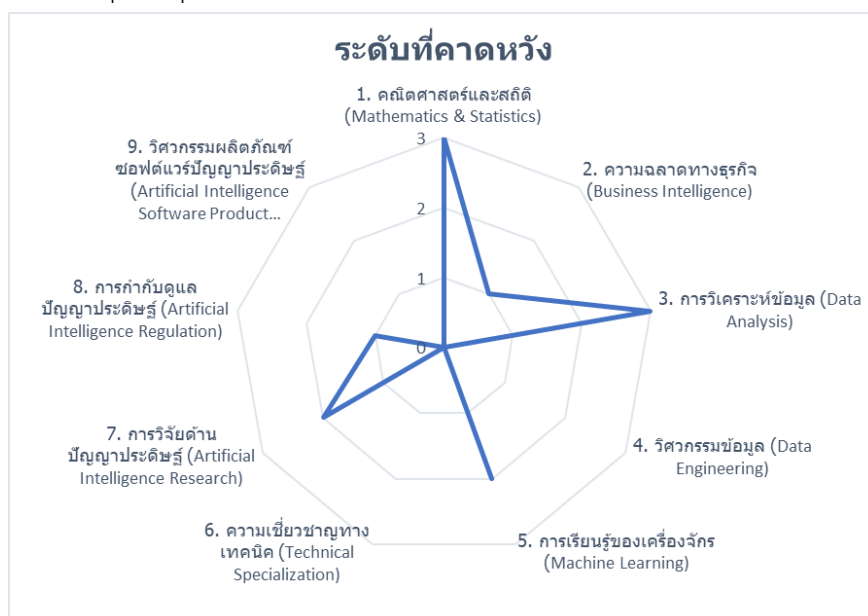 ระดับที่คาดหวัง
1. คณิตศาสตร์และสถิติ
(Mathematics & Statistics)
3
2
1
0
2. ความฉลาดทางธุรกิจ
(Business Intelligence)
3. การวิเคราะห์ข้อมูล (Data
Analysis)
4. วิศวกรรมข้อมูล (Data
Engineering)
5. การเรียนรู้ของเครื่องจักร
(Machine Learning)
6. ความเชี่ยวชาญทาง
เทคนิค (Technical
Specialization)
7. การวิจัยด้าน
ปัญญาประดิษฐ์ (Artificial
Intelligence Research)
8. การกำกับดูแล
ปัญญาประดิษฐ์ (Artificial
Intelligence Regulation)
9. วิศวกรรมผลิตภัณฑ์
ซอฟต์แวร์ปัญญาประดิษฐ์
(Artificial Intelligence
Software Product...